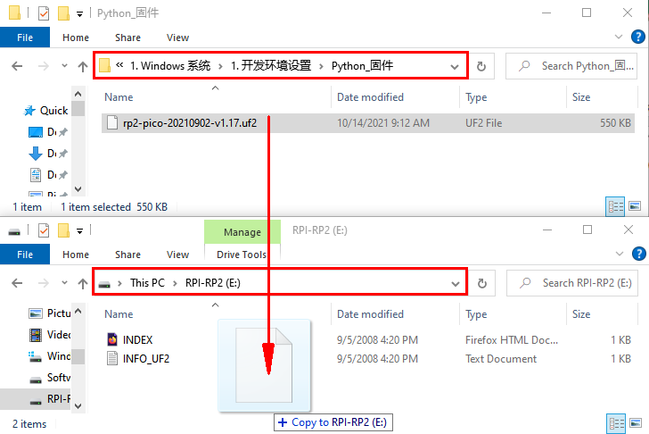 Python_固件
File Home Share View
« 1. Windows 系统 › 1. 开发环境设置 › Python_固件
Search Python_固...
Name Date modified Type Size
Quick
rp2-pico-20210902-v1.17.uf2 10/14/2021 9:12 AM UF2 File 550 KB
1 item 1 item selected 550 KB
Manage
RPI-RP2 (E:)
File Home Share View Drive Tools
› This PC › RPI-RP2 (E:)
Search RPI-RP2 (E:)
Name Date modified Type Size
Pictu
INDEX 9/5/2008 4:20 PM Firefox HTML Doc... 1 KB
Video
INFO_UF2 9/5/2008 4:20 PM Text Document 1 KB
Wind
Softw
RPI-R
Copy to RPI-RP2 (E:)
2 items